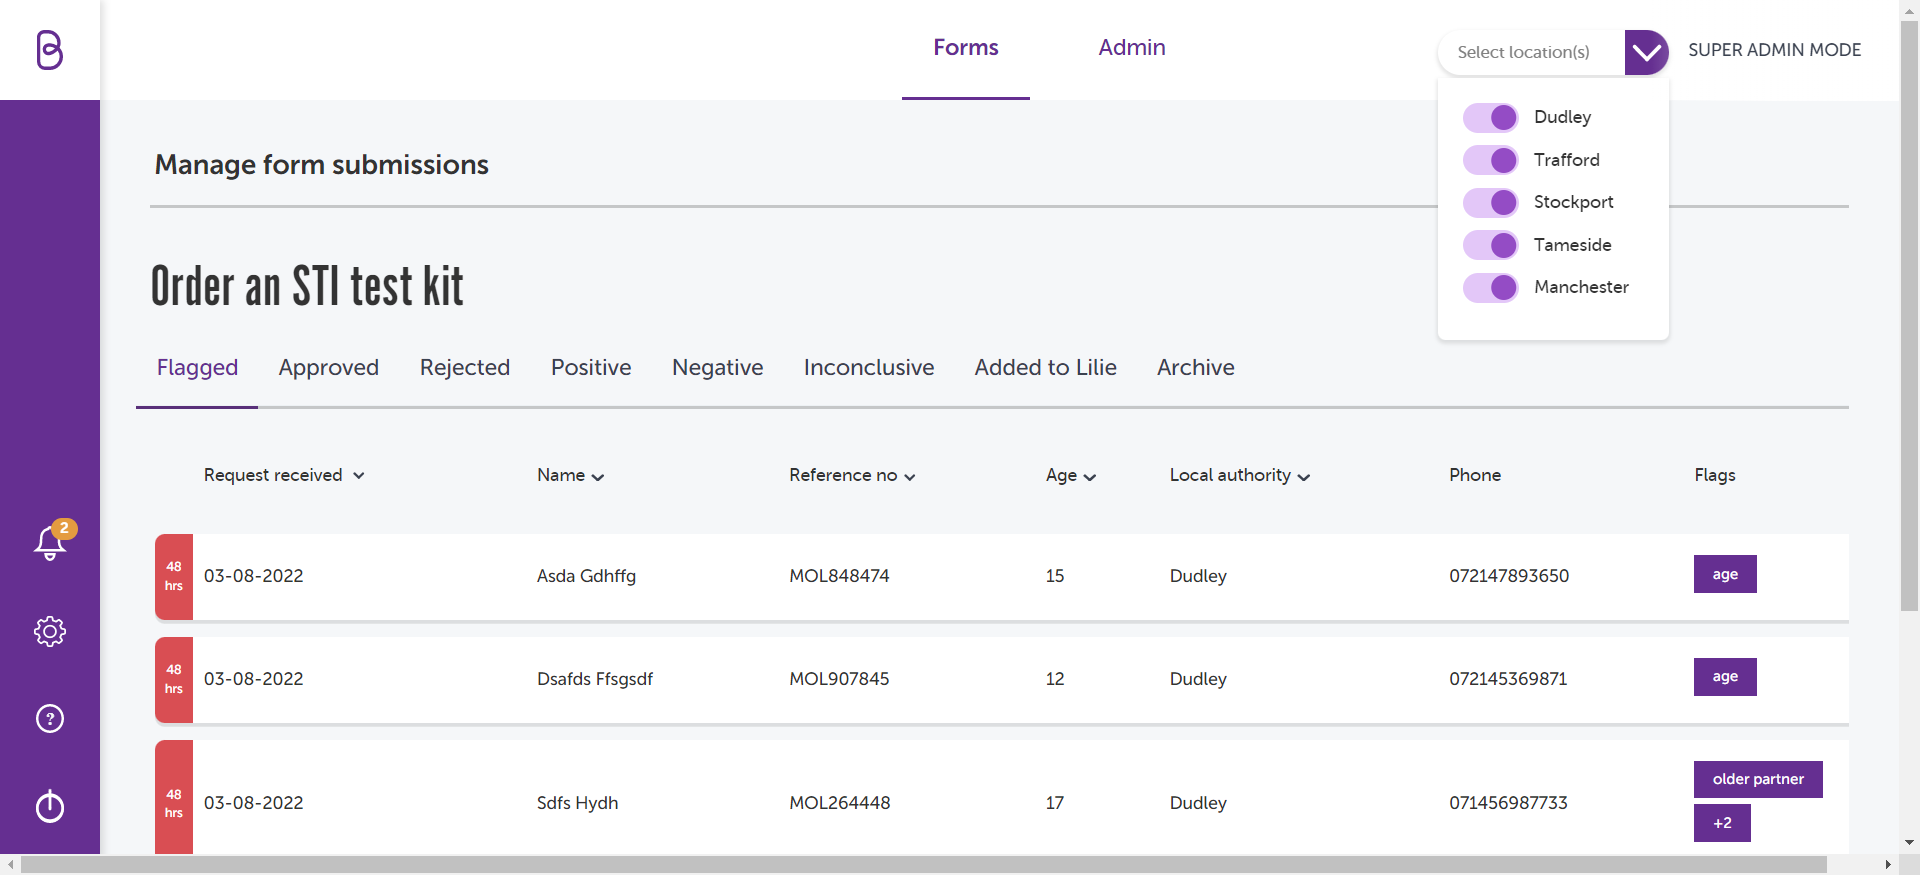 Forms
Admin
Select location(s)
SUPER ADMIN MODE
Dudley
Trafford
Stockport
Tameside
Manchester
Manage form submissions
Order an STI test kit
Flagged Approved Rejected Positive Negative Inconclusive Added to Lilie Archive
Request received Name Reference no Age Local authority Phone Flags
2
48 hrs 03-08-2022 Asda Gdhffg MOL848474 15 Dudley 072147893650 age
48 hrs 03-08-2022 Dsafds Ffsgsdf MOL907845 12 Dudley 072145369871 age
48 hrs 03-08-2022 Sdfs Hydh MOL264448 17 Dudley 071456987733 older partner
+2
?